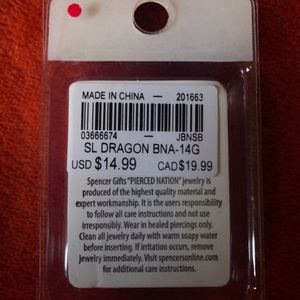 MADE IN CHINA — 201663
03666674 — JBNSB
SL DRAGON BNA-14G
USD $14.99 CAD$19.99
Spencer Gifts "PIERCED NATION" jewelry is
produced of the highest quality material and
expert workmanship. It is the users responsibility
to follow all care instructions and not use
irresponsibly. Wear in healed piercings only.
Clean all jewelry daily with warm soapy water
before inserting. If irritation occurs, remove
jewelry immediately. Visit spencersonline.com
for additional care instructions.